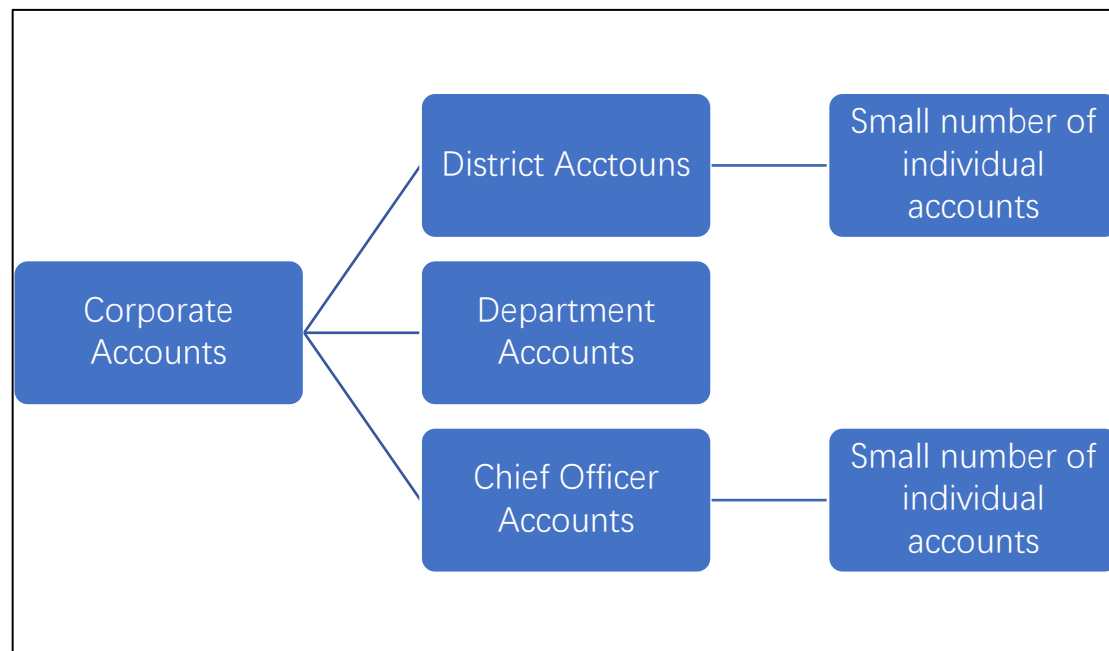 Corporate
Accounts
District Acctouns
Small number of
individual
accounts
Department
Accounts
Chief Officer
Accounts
Small number of
individual
accounts